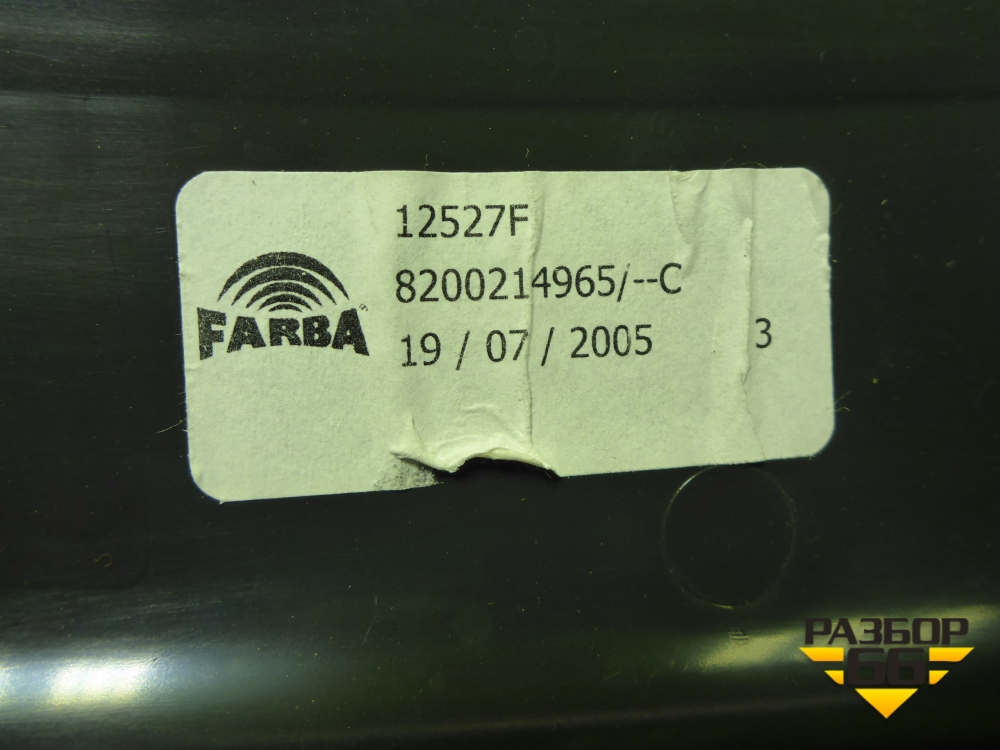 12527F
8200214965/--C
FARBA®
19 / 07 / 2005 3
РАЗБОР
66